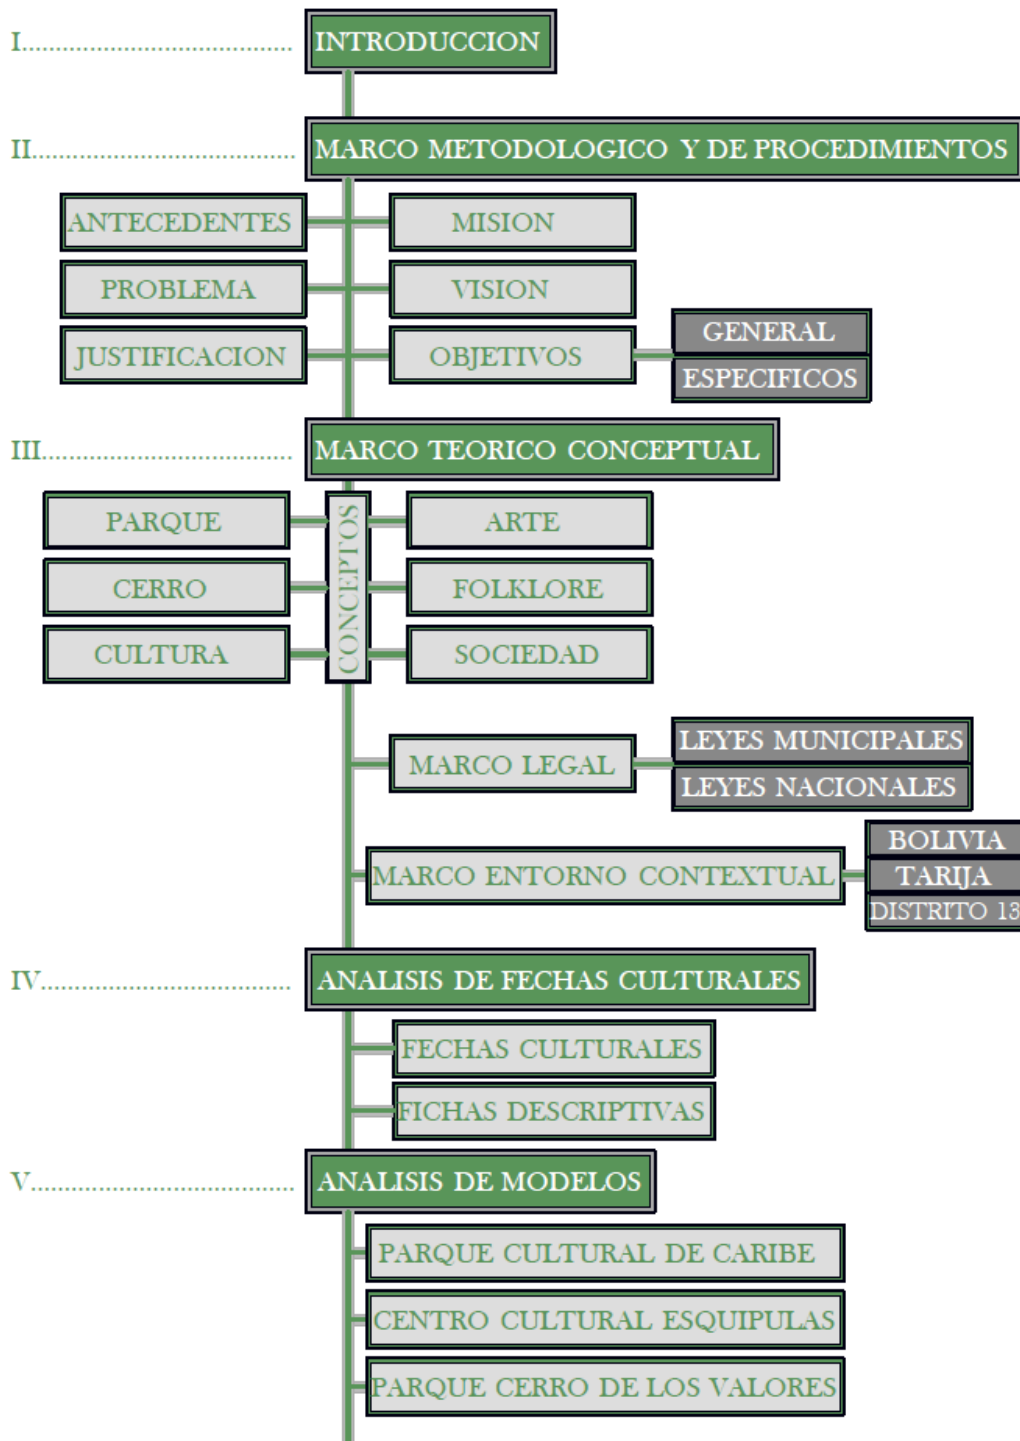 I....................................... INTRODUCCION
II....................................... MARCO METODOLOGICO Y DE PROCEDIMIENTOS
ANTECEDENTES MISION
PROBLEMA VISION
JUSTIFICACION OBJETIVOS
GENERAL
ESPECIFICOS
III..................................... MARCO TEORICO CONCEPTUAL
CONCEPTOS
PARQUE ARTE
CERRO FOLKLORE
CULTURA SOCIEDAD
MARCO LEGAL
LEYES MUNICIPALES
LEYES NACIONALES
MARCO ENTORNO CONTEXTUAL
BOLIVIA
TARIJA
DISTRITO 13
IV..................................... ANALISIS DE FECHAS CULTURALES
FECHAS CULTURALES
FICHAS DESCRIPTIVAS
V....................................... ANALISIS DE MODELOS
PARQUE CULTURAL DE CARIBE
CENTRO CULTURAL ESQUIPULAS
PARQUE CERRO DE LOS VALORES